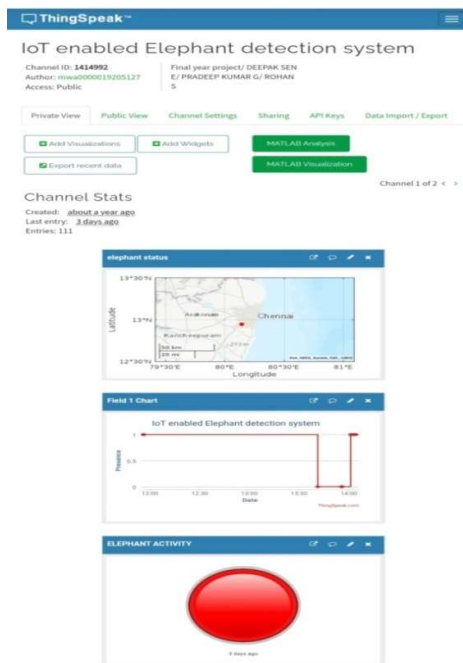 ThingSpeak™
IoT enabled Elephant detection system
Channel ID: 1414992
Author: mwa0000019205127
Access: Public
Final year project/ DEEPAK SEN
E/ PRADEEP KUMAR G/ ROHAN
S
Private View Public View Channel Settings Sharing API Keys Data Import / Export
Add Visualizations Add Widgets MATLAB Analysis
Export recent data MATLAB Visualization
Channel 1 of 2 < >
Channel Stats
Created: about a year ago
Last entry: 3 days ago
Entries: 111
elephant status
13°30'N
13°N
12°30'N
Latitude
Arakonam
Chennai
Kancheepuram
50 km
20 mi
79°30'E 80°E 80°30'E 81°E
Longitude
Field 1 Chart
IoT enabled Elephant detection system
Presence
1
0.5
0
12:00 12:30 13:00 13:30 14:00
Date
ThingSpeak.com
ELEPHANT ACTIVITY
3 days ago